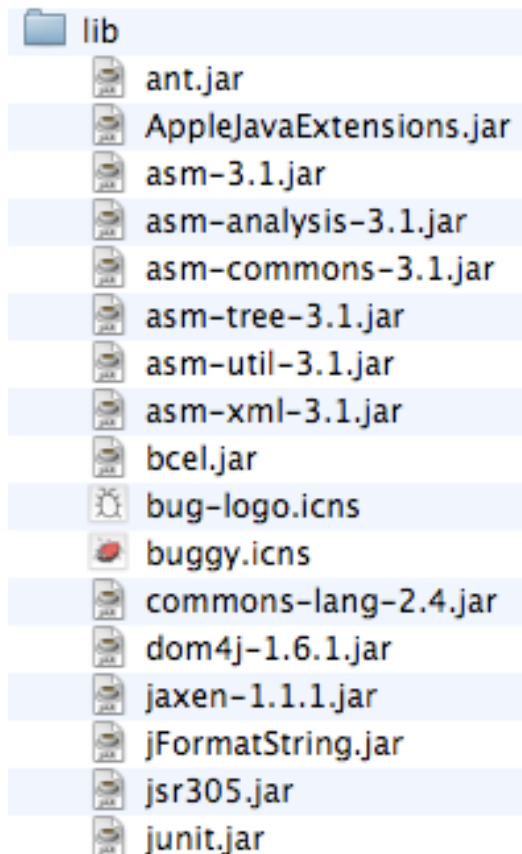 lib
ant.jar
AppleJavaExtensions.jar
asm-3.1.jar
asm-analysis-3.1.jar
asm-commons-3.1.jar
asm-tree-3.1.jar
asm-util-3.1.jar
asm-xml-3.1.jar
bcel.jar
bug-logo.icns
buggy.icns
commons-lang-2.4.jar
dom4j-1.6.1.jar
jaxen-1.1.1.jar
jFormatString.jar
jsr305.jar
junit.jar